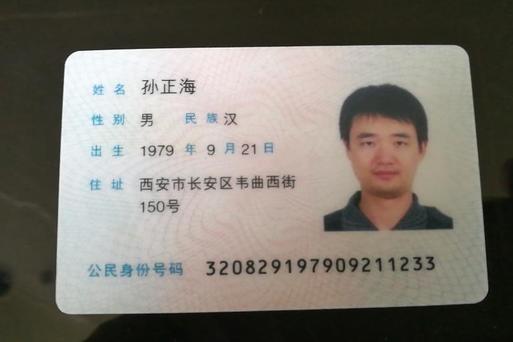 姓名 孙正海
性别 男 民族 汉
出生 1979 年 9 月 21 日
住址 西安市长安区韦曲西街
150号
公民身份号码 320829197909211233